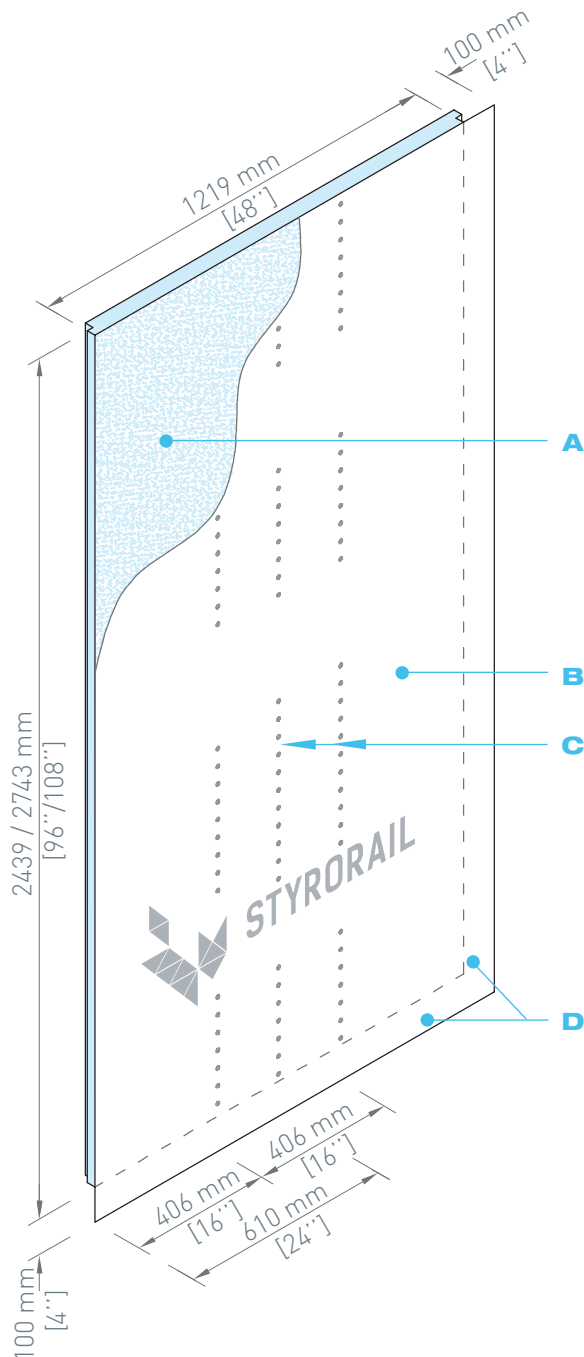 100 mm
[4’’]
1219 mm
[48’’]
A
B
C
2439 / 2743 mm
[96’’/108’’]
STYRORAIL
D
406 mm
[16’’]
406 mm
[16’’]
610 mm
[24’’]
100 mm
[4’’]